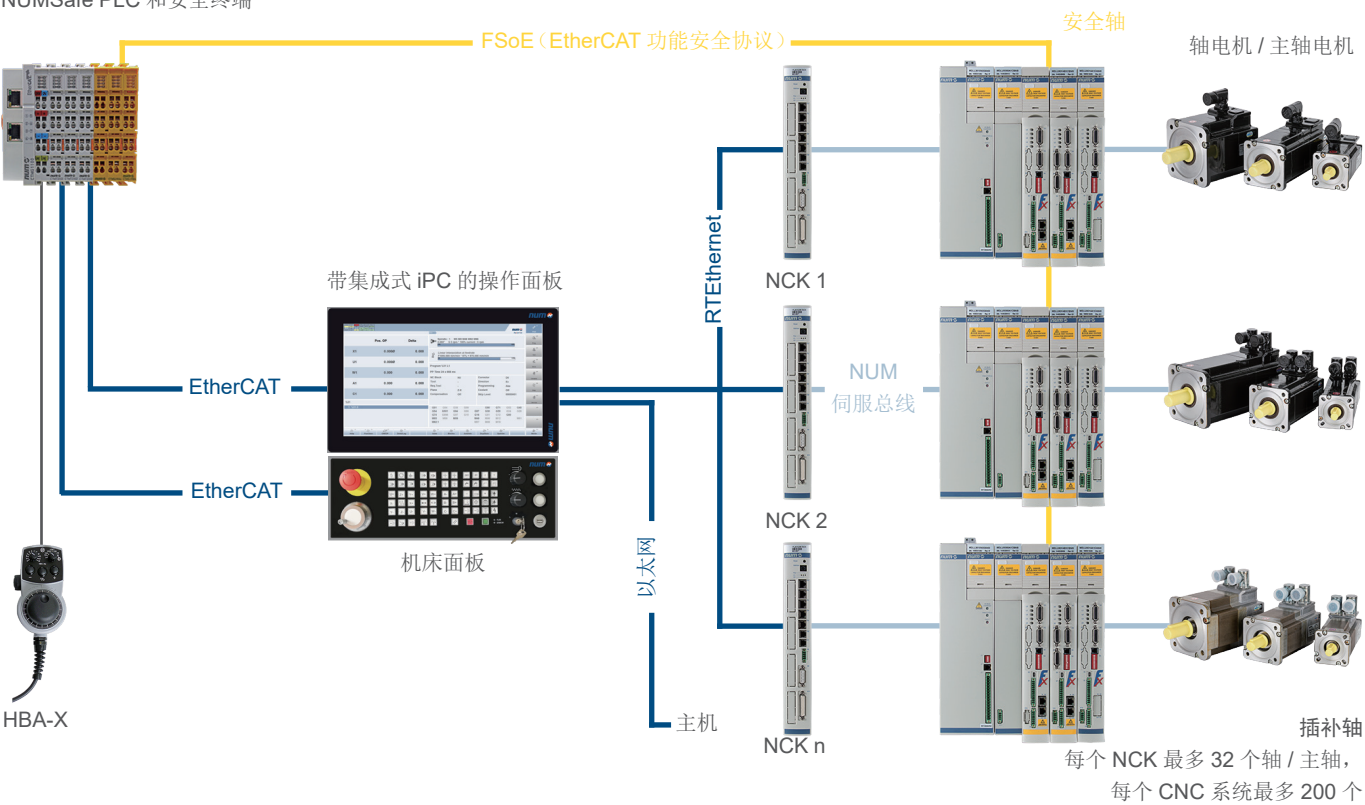 NUMSafe PLC 和安全终端
FSoE（EtherCAT 功能安全协议）
安全轴
轴电机 / 主轴电机
RTEthernet
NCK 1
带集成式 iPC 的操作面板
num
EtherCAT
NUM
伺服总线
EtherCAT
num
NCK 2
机床面板
以太网
HBA-X
主机
NCK n
插补轴
每个 NCK 最多 32 个轴 / 主轴，
每个 CNC 系统最多 200 个